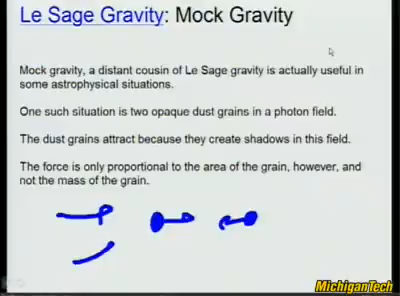 Le Sage Gravity: Mock Gravity
Mock gravity, a distant cousin of Le Sage gravity is actually useful in
some astrophysical situations.
One such situation is two opaque dust grains in a photon field.
The dust grains attract because they create shadows in this field.
The force is only proportional to the area of the grain, however, and
not the mass of the grain.
MichiganTech